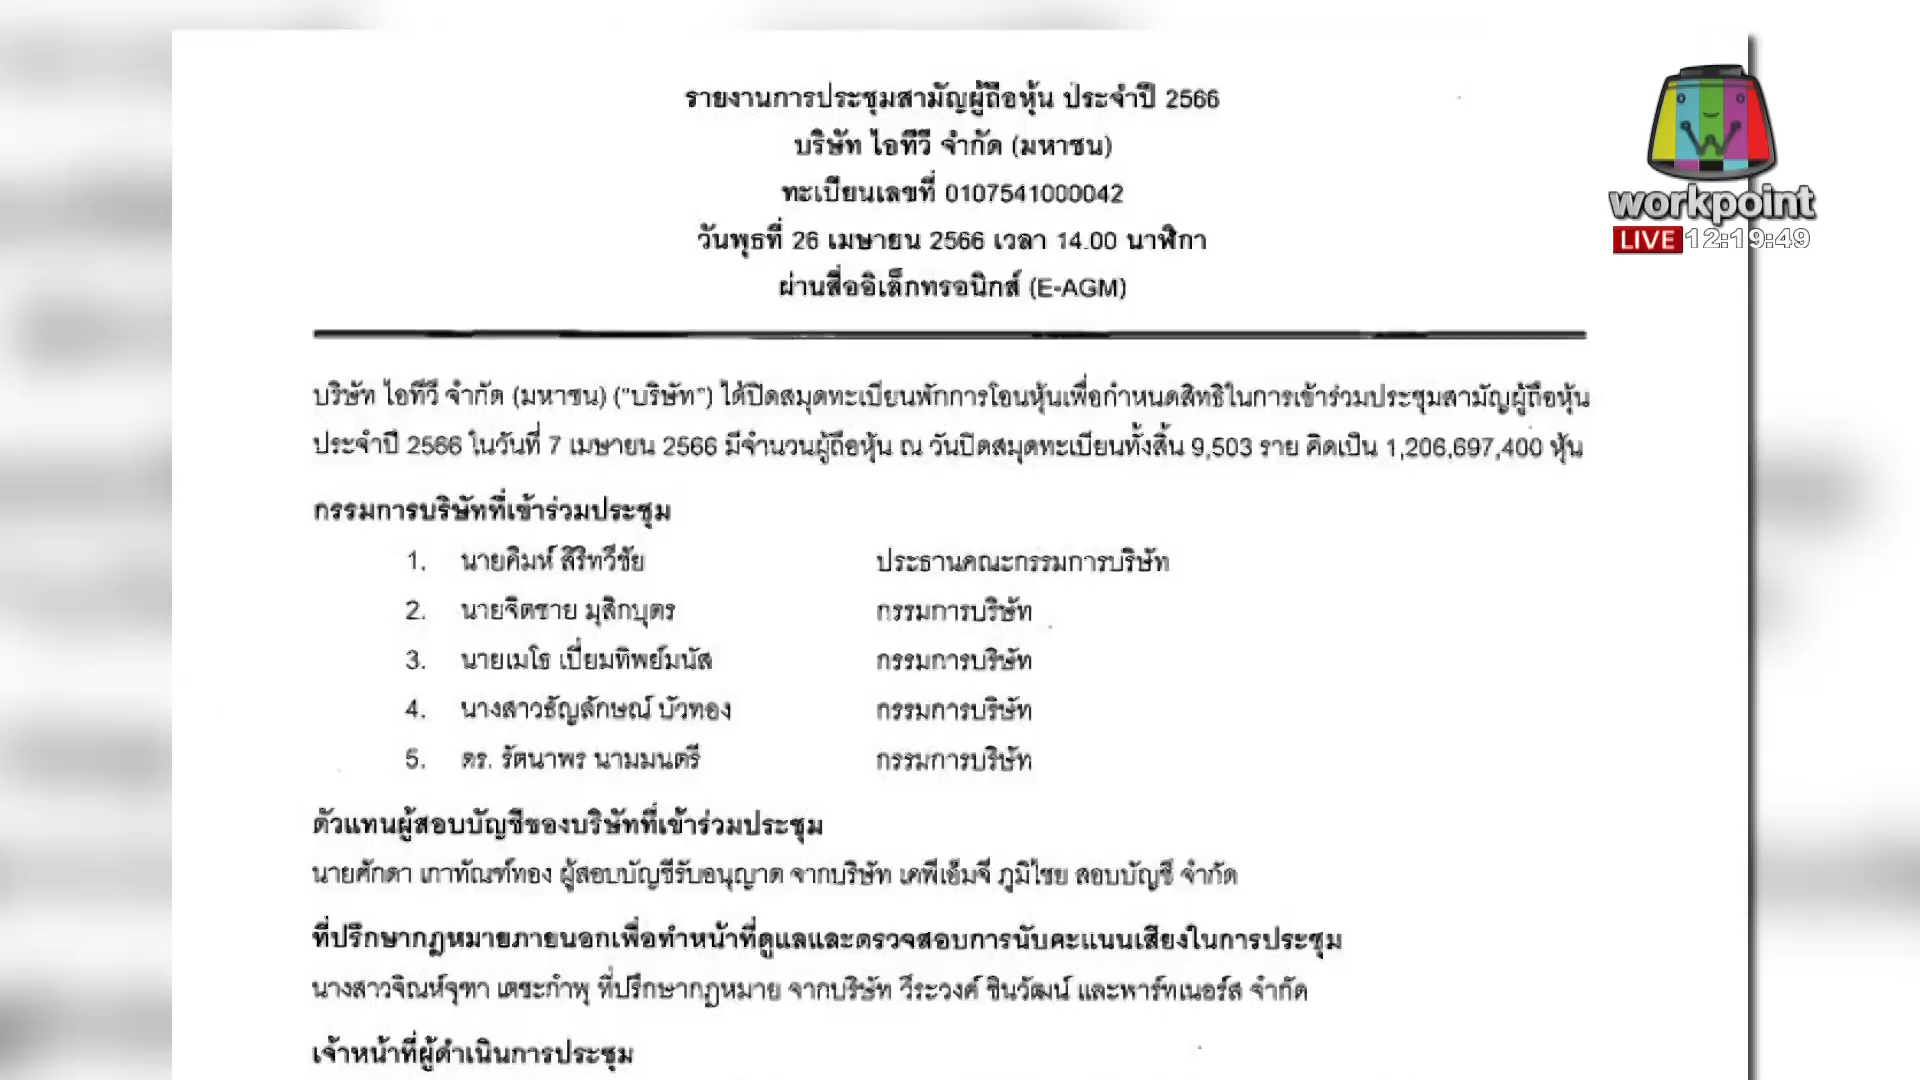 รายงานการประชุมสามัญผู้ถือหุ้น ประจำปี 2566
บริษัท ไอทีวี จำกัด (มหาชน)
ทะเบียนเลขที่ 0107541000042
วันพุธที่ 26 เมษายน 2566 เวลา 14.00 นาฬิกา
ผ่านสื่ออิเล็กทรอนิกส์ (E-AGM)
workpoint
LIVE 12:19:49
บริษัท ไอทีวี จำกัด (มหาชน) ("บริษัท") ได้ปิดสมุดทะเบียนพักการโอนหุ้นเพื่อกำหนดสิทธิในการเข้าร่วมประชุมสามัญผู้ถือหุ้น
ประจำปี 2566 ในวันที่ 7 เมษายน 2566 มีจำนวนผู้ถือหุ้น ณ วันปิดสมุดทะเบียนทั้งสิ้น 9,503 ราย คิดเป็น 1,206,697,400 หุ้น
กรรมการบริษัทที่เข้าร่วมประชุม
1. นายคิมห์ สิริทวีชัย ประธานคณะกรรมการบริษัท
2. นายจิตชาย มุสิกบุตร กรรมการบริษัท
3. นายเมโธ เปี่ยมทิพย์มนัส กรรมการบริษัท
4. นางสาวธัญลักษณ์ บัวทอง กรรมการบริษัท
5. ดร. รัตนาพร นามมนตรี กรรมการบริษัท
ตัวแทนผู้สอบบัญชีของบริษัทที่เข้าร่วมประชุม
นายศักดา เกาทัณฑ์ทอง ผู้สอบบัญชีรับอนุญาต จากบริษัท เคพีเอ็มจี ภูมิไชย สอบบัญชี จำกัด
ที่ปรึกษากฎหมายภายนอกเพื่อทำหน้าที่ดูแลและตรวจสอบการนับคะแนนเสียงในการประชุม
นางสาวจิณห์จุฑา เตชะกำพุ ที่ปรึกษากฎหมาย จากบริษัท วีระวงค์ ชินวัฒน์ และพาร์ทเนอร์ส จำกัด
เจ้าหน้าที่ผู้ดำเนินการประชุม